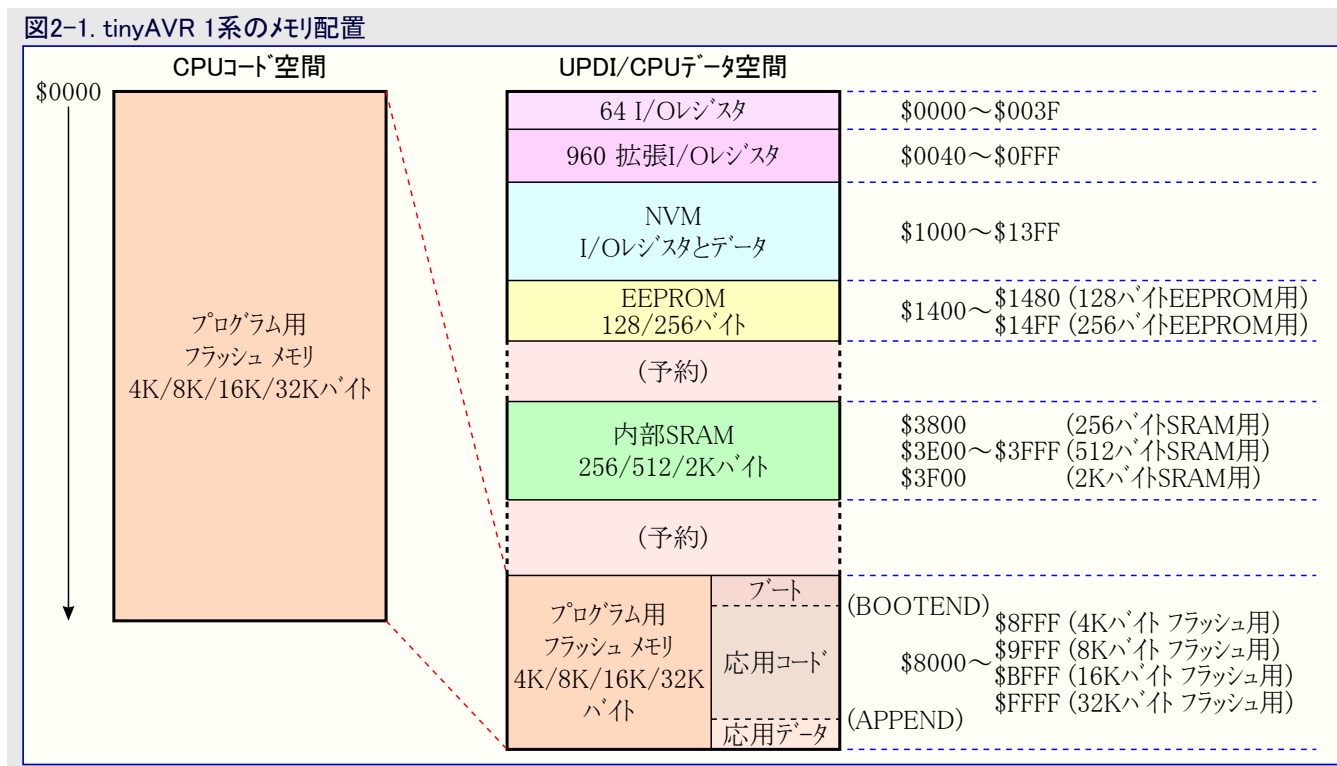 図2-1. tinyAVR 1系のメモリ配置
CPUコード空間
$0000
プログラム用
フラッシュ メモリ
4K/8K/16K/32Kバイト
UPDI/CPUデータ空間
64 I/Oレジスタ
$0000～$003F
960 拡張I/Oレジスタ
$0040～$0FFF
NVM
I/Oレジスタとデータ
$1000～$13FF
EEPROM
128/256バイト
$1400～
$1480 (128バイトEEPROM用)
$14FF (256バイトEEPROM用)
(予約)
内部SRAM
256/512/2Kバイト
$3800 (256バイトSRAM用)
$3E00～$3FFF (512バイトSRAM用)
$3F00 (2KバイトSRAM用)
(予約)
プログラム用
フラッシュ メモリ
4K/8K/16K/32K
バイト
ブート
(BOOTEND)
応用コード
$8000～
$8FFF (4Kバイト フラッシュ用)
$9FFF (8Kバイト フラッシュ用)
$BFFF (16Kバイト フラッシュ用)
$FFFF (32Kバイト フラッシュ用)
(APPEND)
応用データ